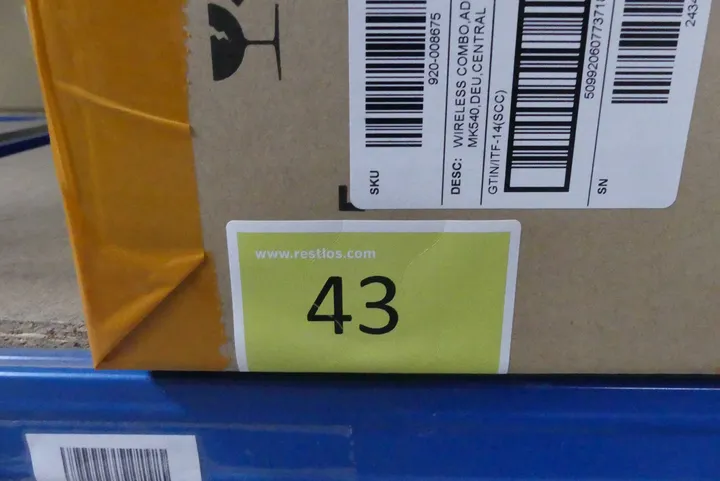 SKU
920-008675
DESC: WIRELESS COMBO,AD
MK540,DEU,CENTRAL
GTIN/ITF-14(SCC)
SN
www.restlos.com
43